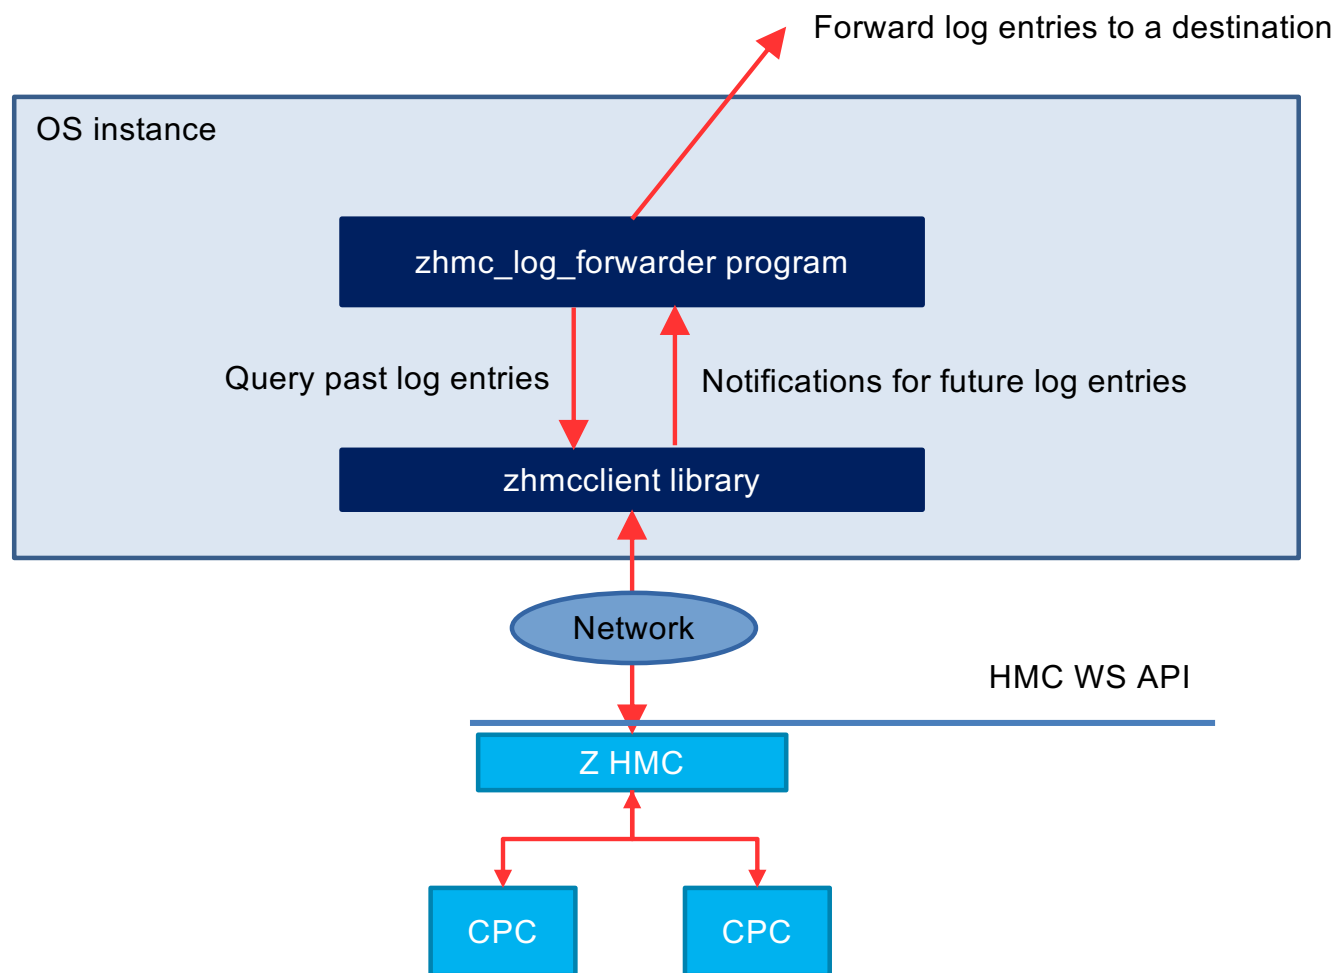 Forward log entries to a destination
OS instance
zhmc_log_forwarder program
Query past log entries
Notifications for future log entries
zhmcclient library
Network
HMC WS API
Z HMC
CPC
CPC